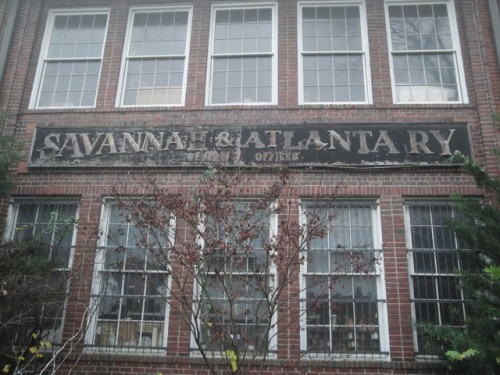 SAVANNAH & ATLANTA RY
OFFICES